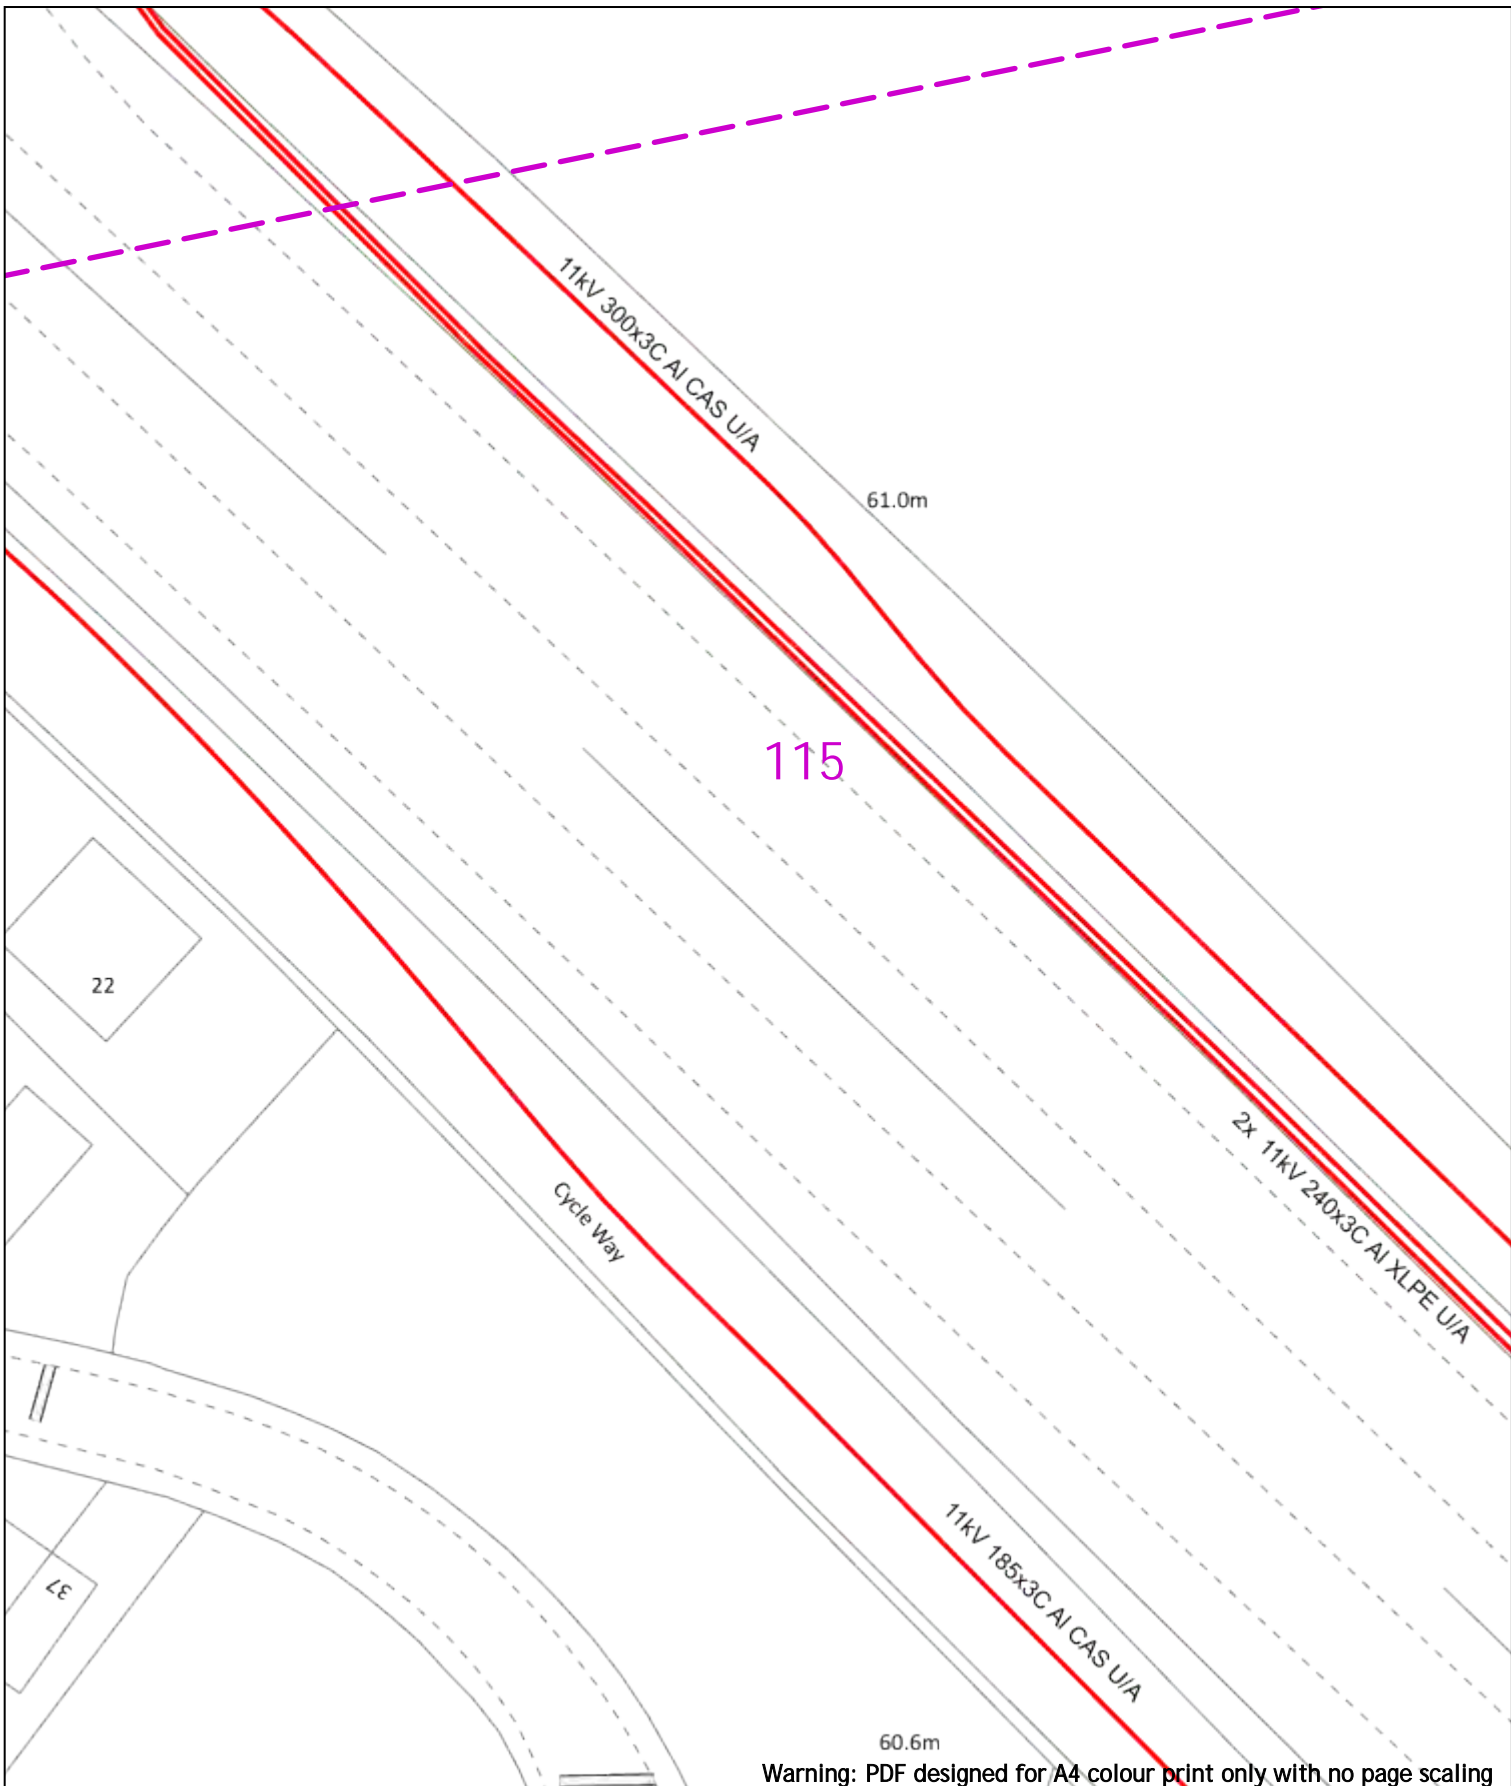 11kV 300x3C Al CAS U/A
61.0m
115
22
2x 11kV 240x3C Al XLPE U/A
Cycle Way
11kV 185x3C Al CAS U/A
37
60.6m
Warning: PDF designed for A4 colour print only with no page scaling